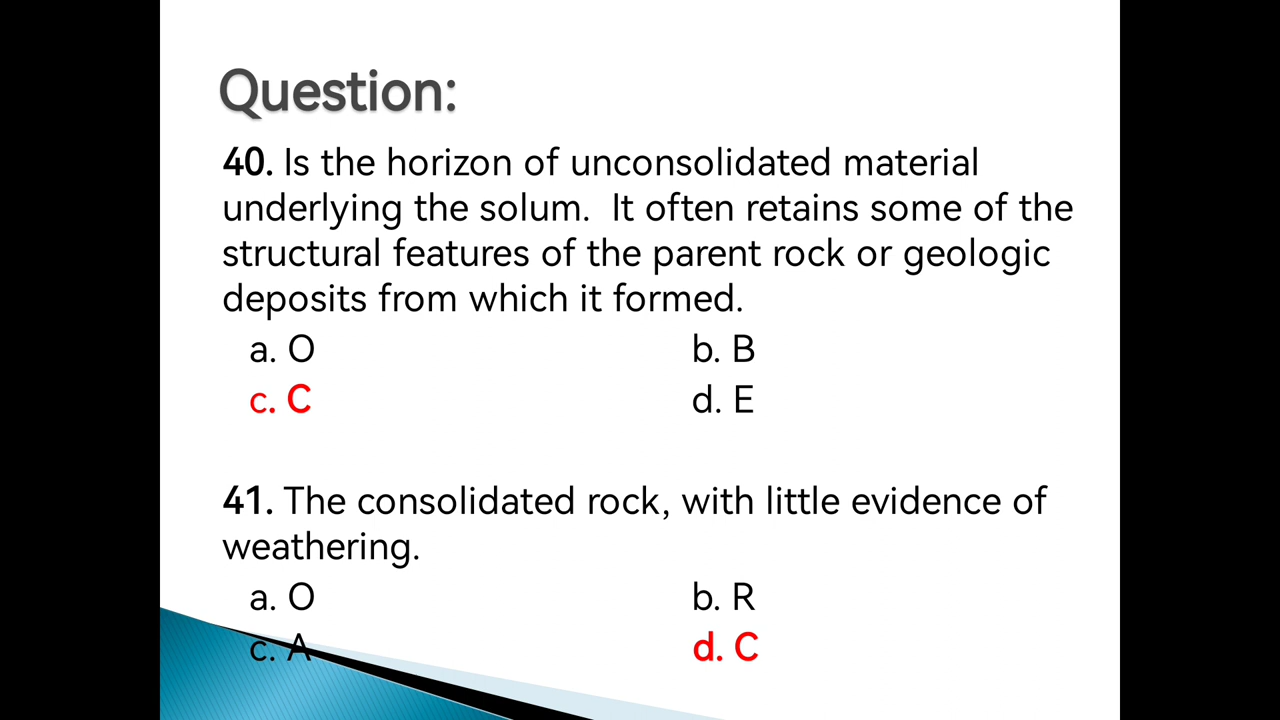 Question:
40. Is the horizon of unconsolidated material
underlying the solum.  It often retains some of the
structural features of the parent rock or geologic
deposits from which it formed.
a. O b. B
c. C d. E
41. The consolidated rock, with little evidence of
weathering.
a. O b. R
c. A d. C